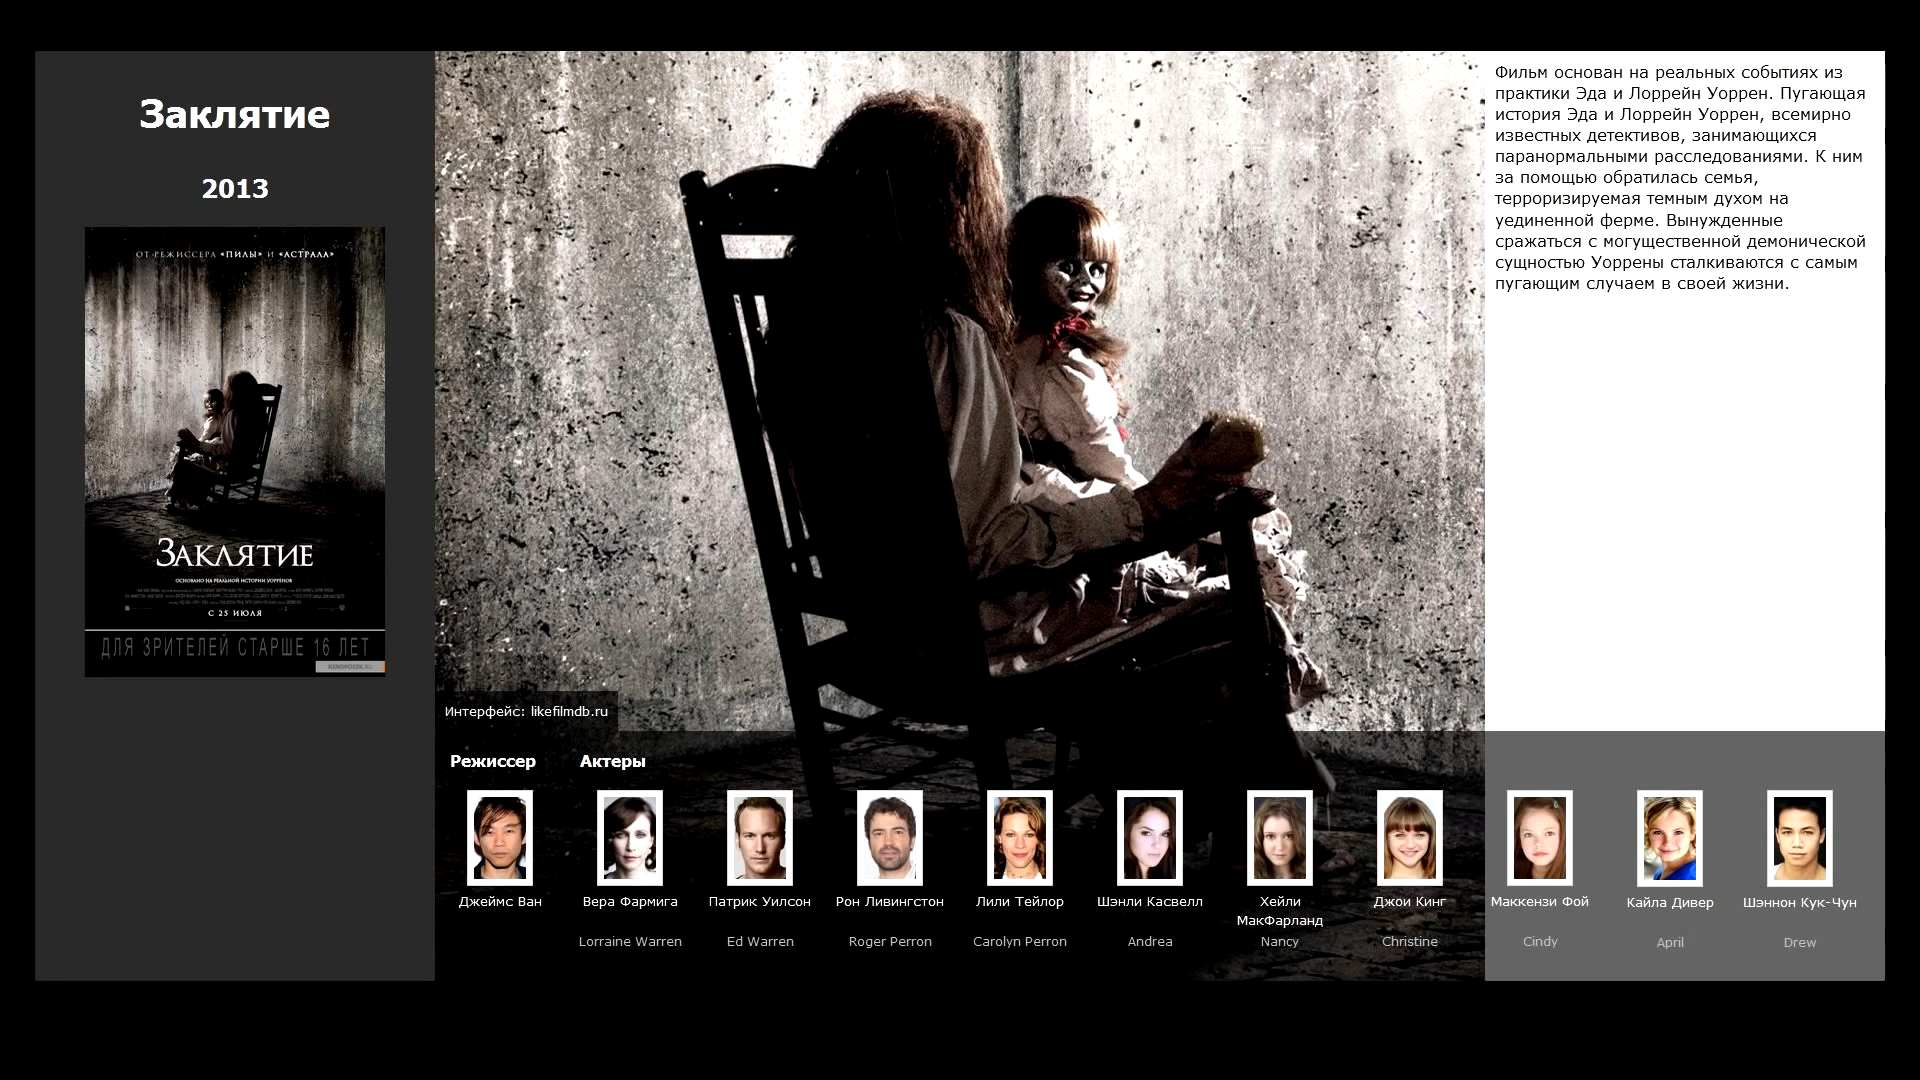 Заклятие
2013
ОТ РЕЖИССЕРА «ПИЛЫ» И «АСТРАЛА»
ЗАКЛЯТИЕ
ОСНОВАНО НА РЕАЛЬНОЙ ИСТОРИИ УОРРЕНОВ
С 25 ИЮЛЯ
ДЛЯ ЗРИТЕЛЕЙ СТАРШЕ 16 ЛЕТ
KINOPOISK.RU
Фильм основан на реальных событиях из
практики Эда и Лоррейн Уоррен. Пугающая
история Эда и Лоррейн Уоррен, всемирно
известных детективов, занимающихся
паранормальными расследованиями. К ним
за помощью обратилась семья,
терроризируемая темным духом на
уединенной ферме. Вынужденные
сражаться с могущественной демонической
сущностью Уоррены сталкиваются с самым
пугающим случаем в своей жизни.
Интерфейс: likefilmdb.ru
Режиссер Актеры
Джеймс Ван
Вера Фармига
Lorraine Warren
Патрик Уилсон
Ed Warren
Рон Ливингстон
Roger Perron
Лили Тейлор
Carolyn Perron
Шэнли Касвелл
Andrea
Хейли
МакФарланд
Nancy
Джои Кинг
Christine
Маккензи Фой
Cindy
Кайла Дивер
April
Шэннон Кук-Чун
Drew